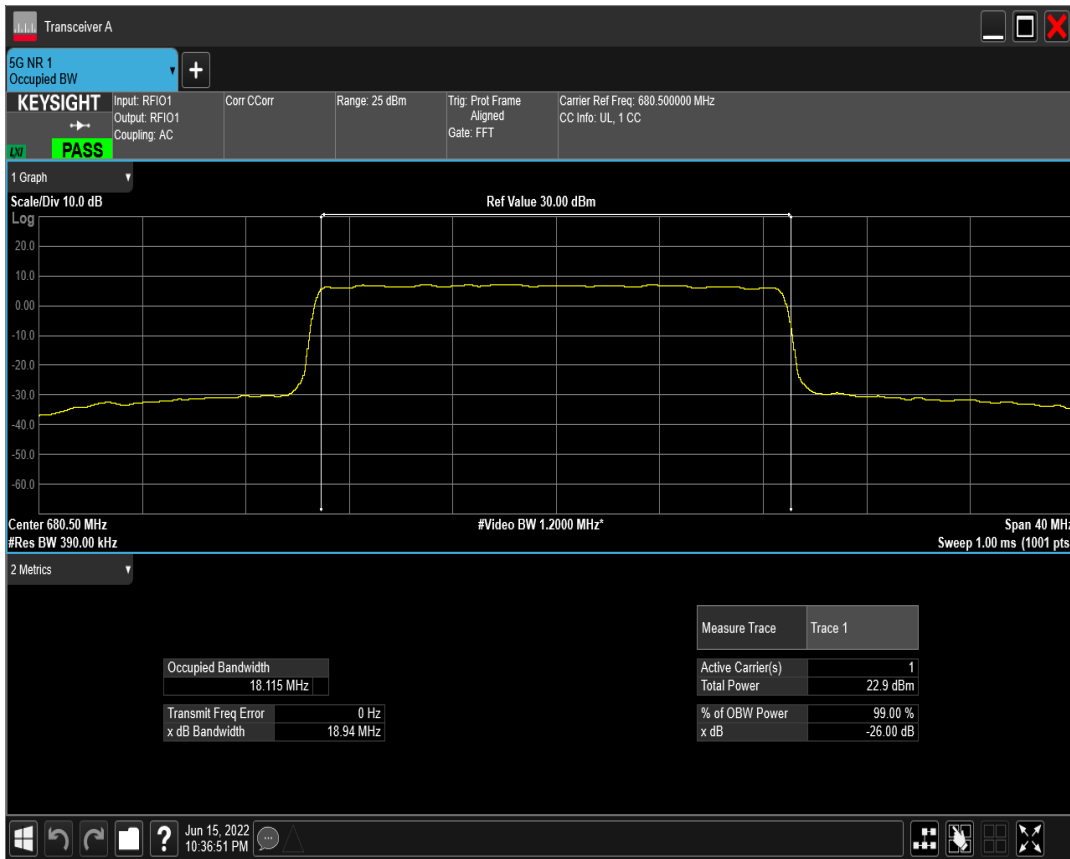 Transceiver A
5G NR 1
Occupied BW
KEYSIGHT
LXI
PASS
Input: RFIO1
Output: RFIO1
Coupling: AC
Corr CCorr
Range: 25 dBm
Trig: Prot Frame
Aligned
Gate: FFT
Carrier Ref Freq: 680.500000 MHz
CC Info: UL, 1 CC
1 Graph
Scale/Div 10.0 dB
Ref Value 30.00 dBm
Log
20.0
10.0
0.00
-10.0
-20.0
-30.0
-40.0
-50.0
-60.0
Center 680.50 MHz
#Video BW 1.2000 MHz*
Span 40 MHz
#Res BW 390.00 kHz
Sweep 1.00 ms (1001 pts
2 Metrics
Measure Trace Trace 1
Occupied Bandwidth
18.115 MHz
Active Carrier(s) 1
Total Power 22.9 dBm
Transmit Freq Error 0 Hz
x dB Bandwidth 18.94 MHz
% of OBW Power 99.00 %
x dB -26.00 dB
?
Jun 15, 2022
10:36:51 PM